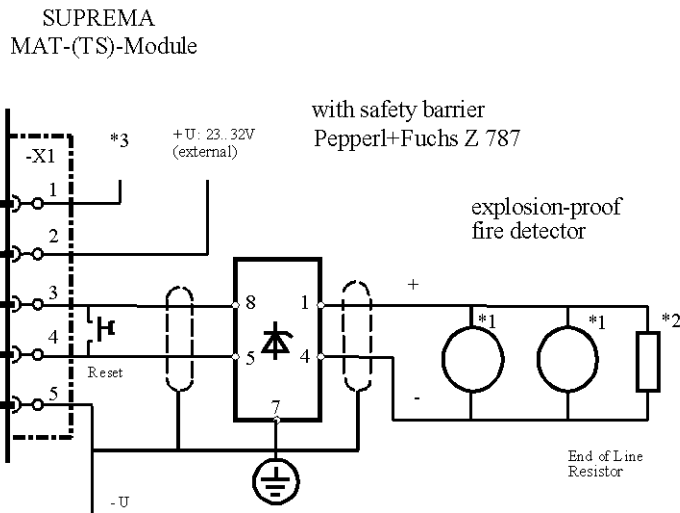 SUPREMA
MAT-(TS)-Module
with safety barrier
Pepperl+Fuchs Z 787
*3
+U: 23..32V
(external)
-X1
1
2
explosion-proof
fire detector
3
8
1
+
*1
*1
*2
4
Reset
5
4
5
7
-
End of Line
Resistor
-U